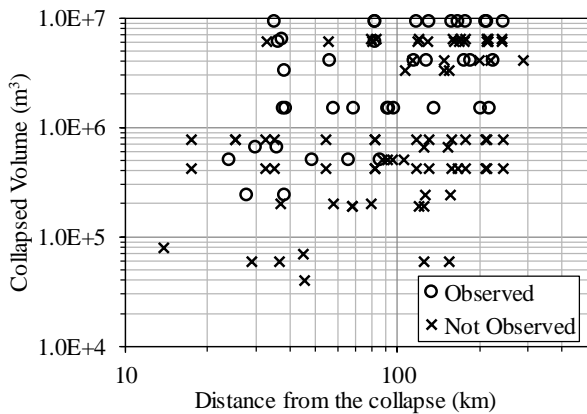 1.0E+7
1.0E+6
1.0E+5
1.0E+4
Collapsed Volume (m³)
10
100
Distance from the collapse (km)
Observed
Not Observed